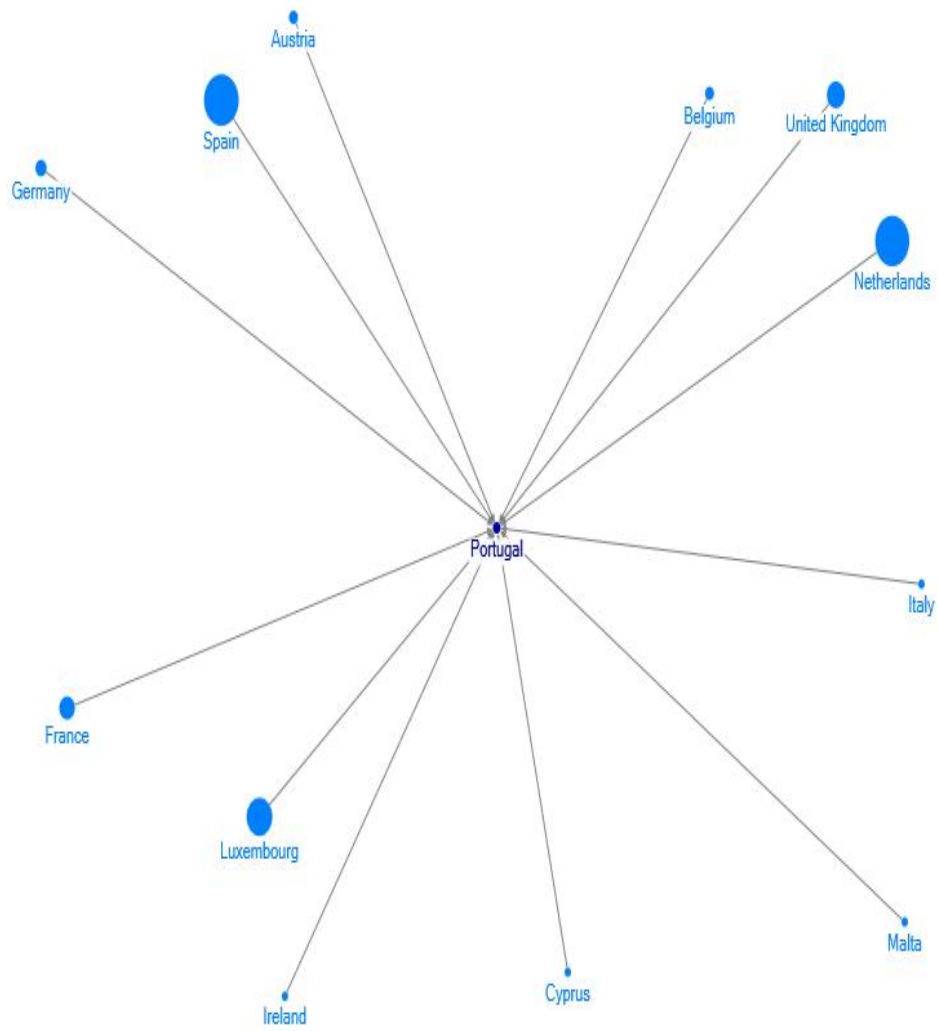 Austria
Belgium
United Kingdom
Spain
Germany
Netherlands
Portugal
Italy
France
Luxembourg
Malta
Cyprus
Ireland